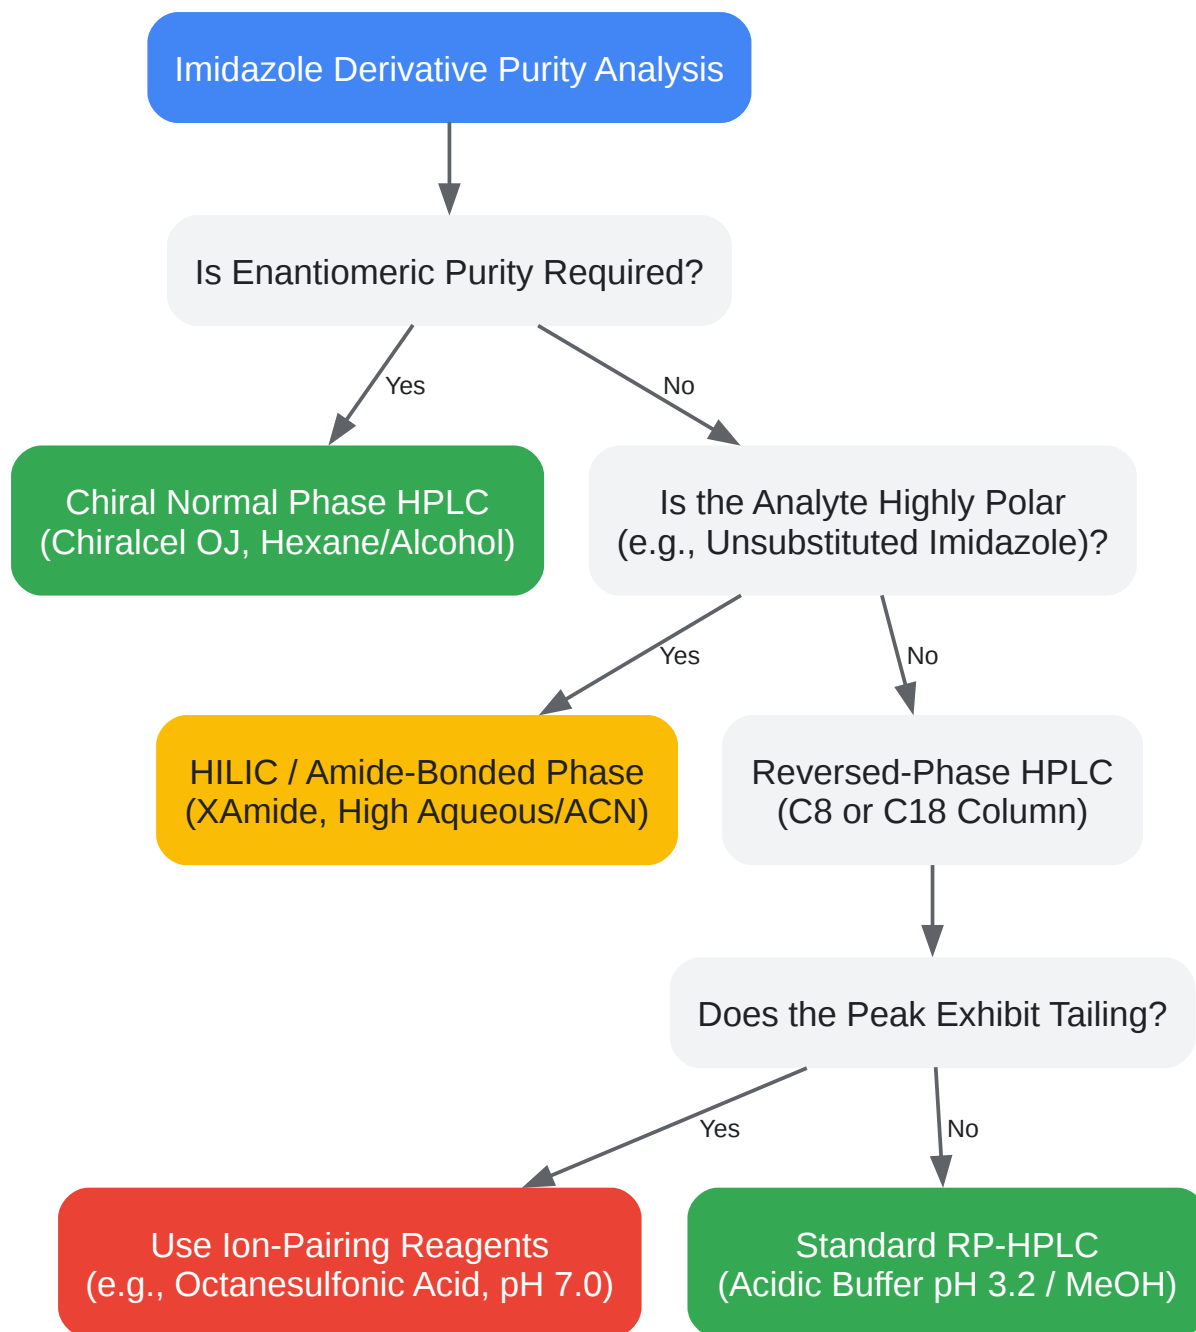 Imidazole Derivative Purity Analysis
Is Enantiomeric Purity Required?
Yes
No
Chiral Normal Phase HPLC
(Chiralcel OJ, Hexane/Alcohol)
Is the Analyte Highly Polar
(e.g., Unsubstituted Imidazole)?
Yes
No
HILIC / Amide-Bonded Phase
(XAmide, High Aqueous/ACN)
Reversed-Phase HPLC
(C8 or C18 Column)
Does the Peak Exhibit Tailing?
Yes
No
Use Ion-Pairing Reagents
(e.g., Octanesulfonic Acid, pH 7.0)
Standard RP-HPLC
(Acidic Buffer pH 3.2 / MeOH)